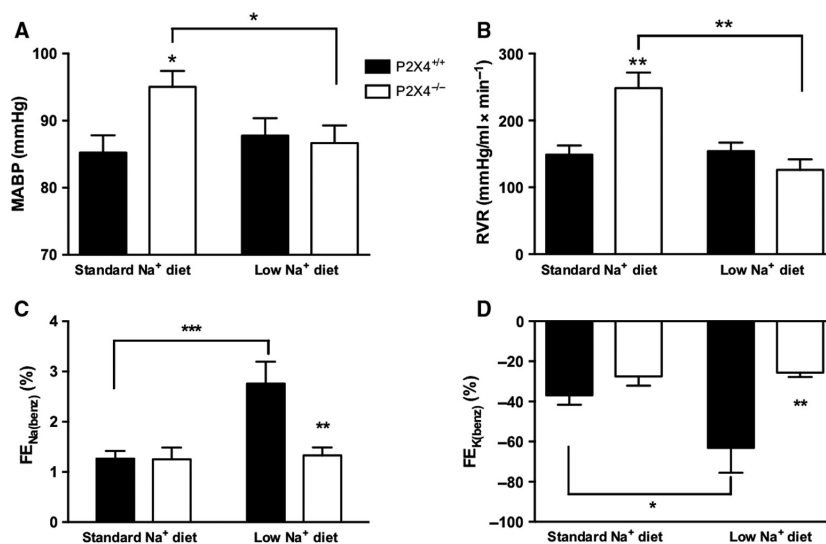 A
*
*
P2X4+/+
P2X4–/–
MABP (mmHg)
100
90
80
70
Standard Na+ diet
Low Na+ diet
B
**
**
RVR (mmHg/ml × min–1)
300
200
100
0
Standard Na+ diet
Low Na+ diet
C
***
**
FENa(benz) (%)
4
3
2
1
0
Standard Na+ diet
Low Na+ diet
D
FEK(benz) (%)
0
–20
–40
–60
–80
–100
**
*
Standard Na+ diet
Low Na+ diet